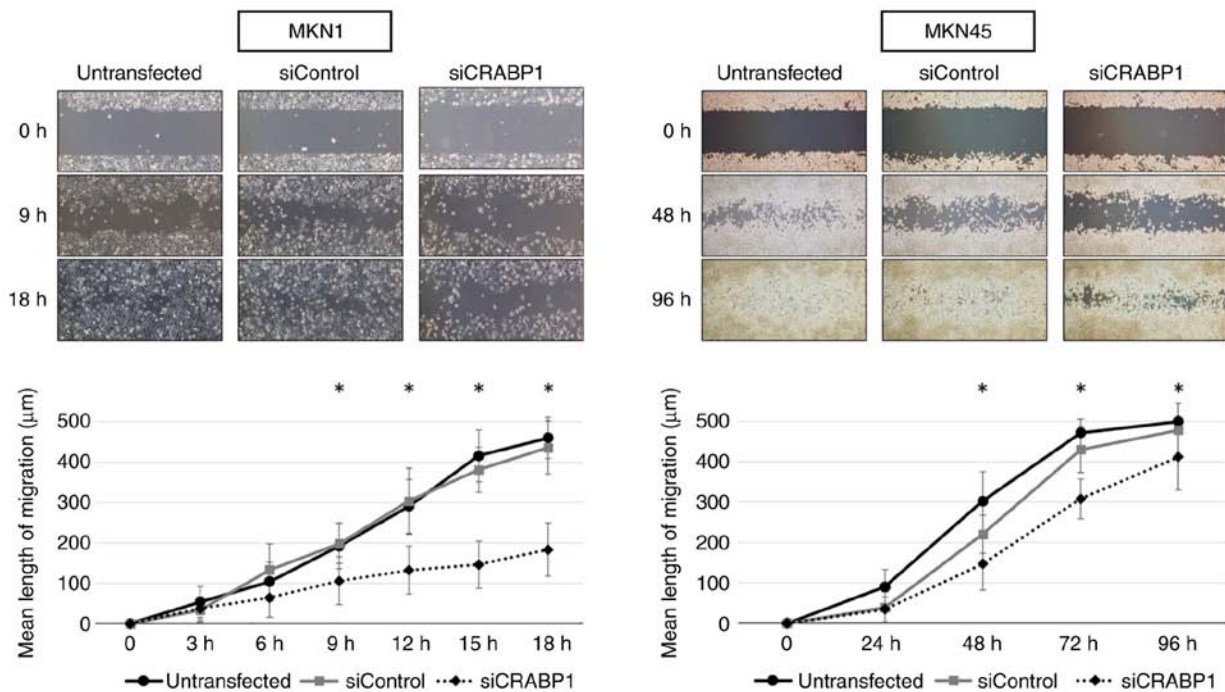 MKN1
Untransfected siControl siCRABP1
0 h
9 h
18 h
* * * *
Mean length of migration (μm)
500
400
300
200
100
0
0 3 h 6 h 9 h 12 h 15 h 18 h
Untransfected siControl siCRABP1
MKN45
Untransfected siControl siCRABP1
0 h
48 h
96 h
* * *
Mean length of migration (μm)
500
400
300
200
100
0
0 24 h 48 h 72 h 96 h
Untransfected siControl siCRABP1